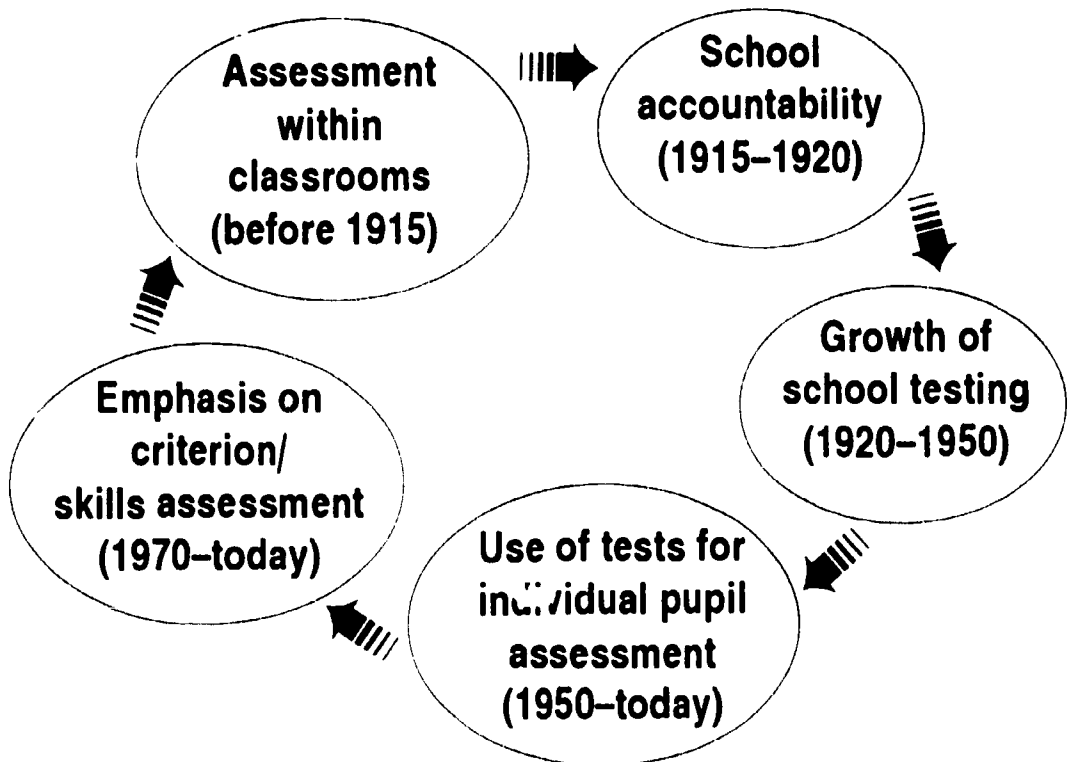 Assessment
within
classrooms
(before 1915)
School
accountability
(1915–1920)
Growth of
school testing
(1920–1950)
Use of tests for
individual pupil
assessment
(1950–today)
Emphasis on
criterion/
skills assessment
(1970–today)